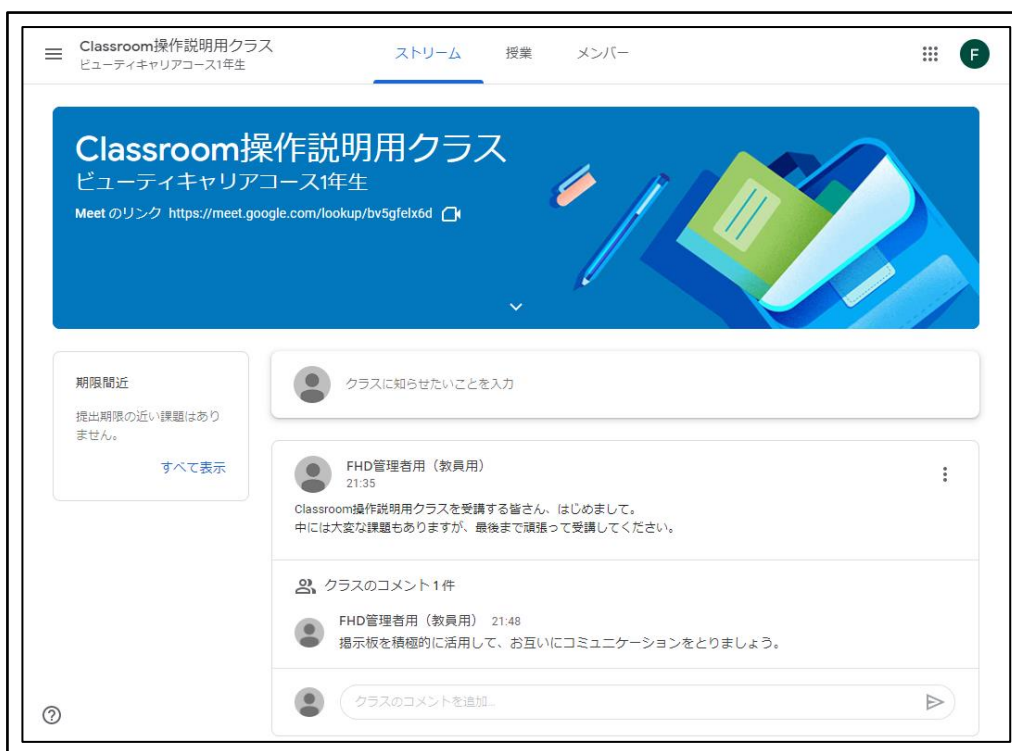 Classroom操作説明用クラス
ビューティキャリアコース1年生
ストリーム
授業
メンバー
F
Classroom操作説明用クラス
ビューティキャリアコース1年生
Meet のリンク https://meet.google.com/lookup/bv5gfelx6d
期限間近
提出期限の近い課題はあり
ません。
すべて表示
クラスに知らせたいことを入力
FHD管理者用（教員用）
21:35
Classroom操作説明用クラスを受講する皆さん、はじめまして。
中には大変な課題もありますが、最後まで頑張って受講してください。
クラスのコメント 1 件
FHD管理者用（教員用） 21:48
掲示板を積極的に活用して、お互いにコミュニケーションをとりましょう。
クラスのコメントを追加...